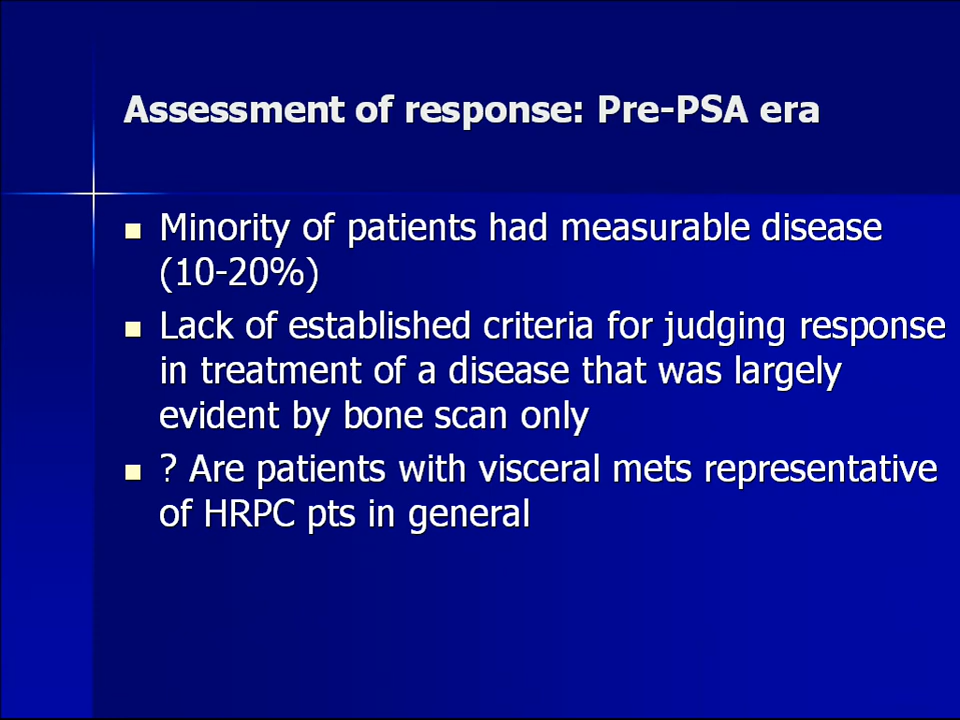 Assessment of response: Pre-PSA era
Minority of patients had measurable disease
(10-20%)
Lack of established criteria for judging response
in treatment of a disease that was largely
evident by bone scan only
? Are patients with visceral mets representative
of HRPC pts in general